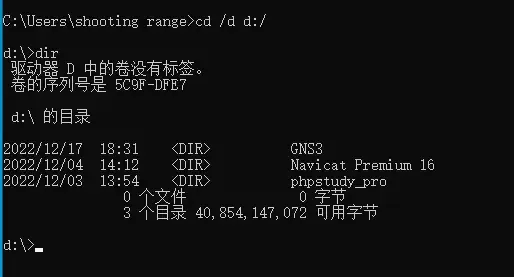 C:\Users\shooting range>cd /d d:/
d:\>dir
驱动器 D 中的卷没有标签。
卷的序列号是 5C9F-DFE7
d:\ 的目录
2022/12/17  18:31    <DIR>          GNS3
2022/12/04  14:12    <DIR>          Navicat Premium 16
2022/12/03  13:54    <DIR>          phpstudy_pro
0 个文件              0 字节
3 个目录 40,854,147,072 可用字节
d:\>